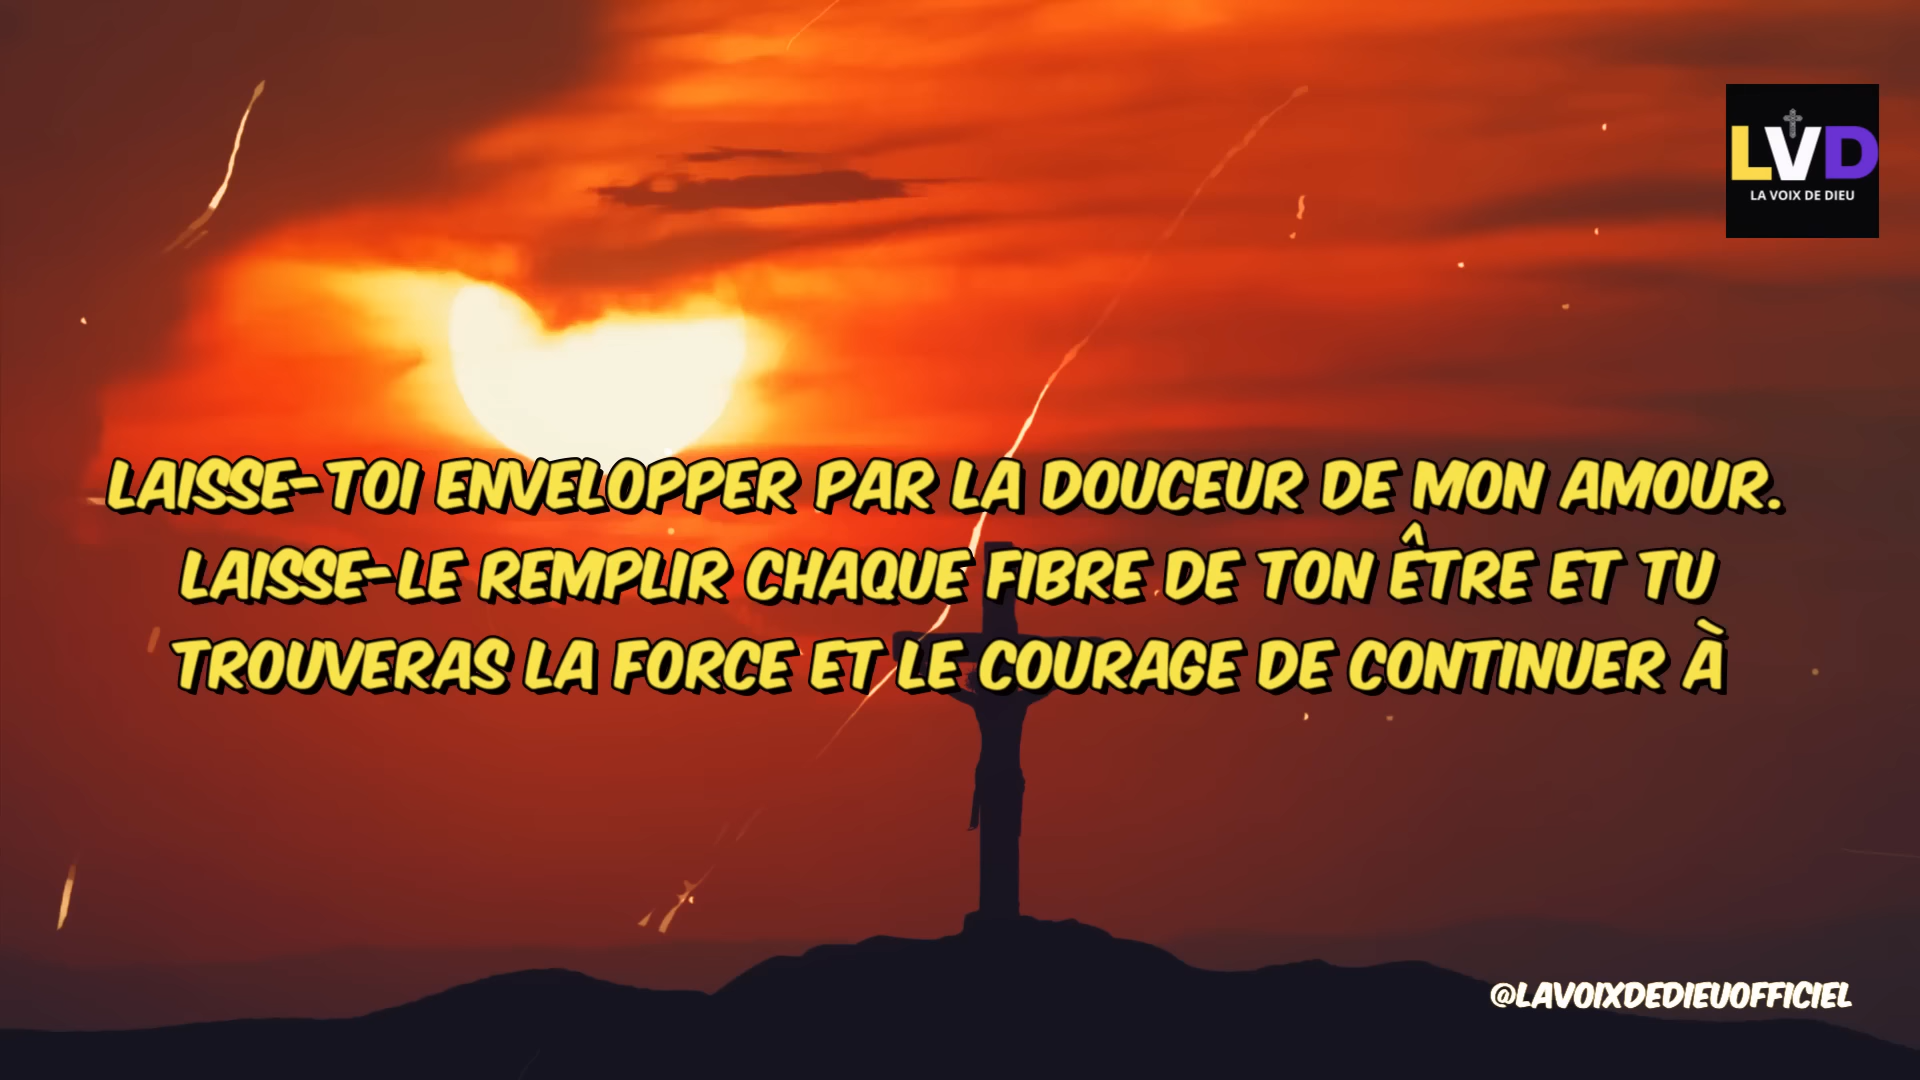 LVD
LA VOIX DE DIEU
LAISSE-TOI ENVELOPPER PAR LA DOUCEUR DE MON AMOUR.
LAISSE-LE REMPLIR CHAQUE FIBRE DE TON ÊTRE ET TU
TROUVERAS LA FORCE ET LE COURAGE DE CONTINUER À
@LAVOIXDEDIEUOFFICIEL